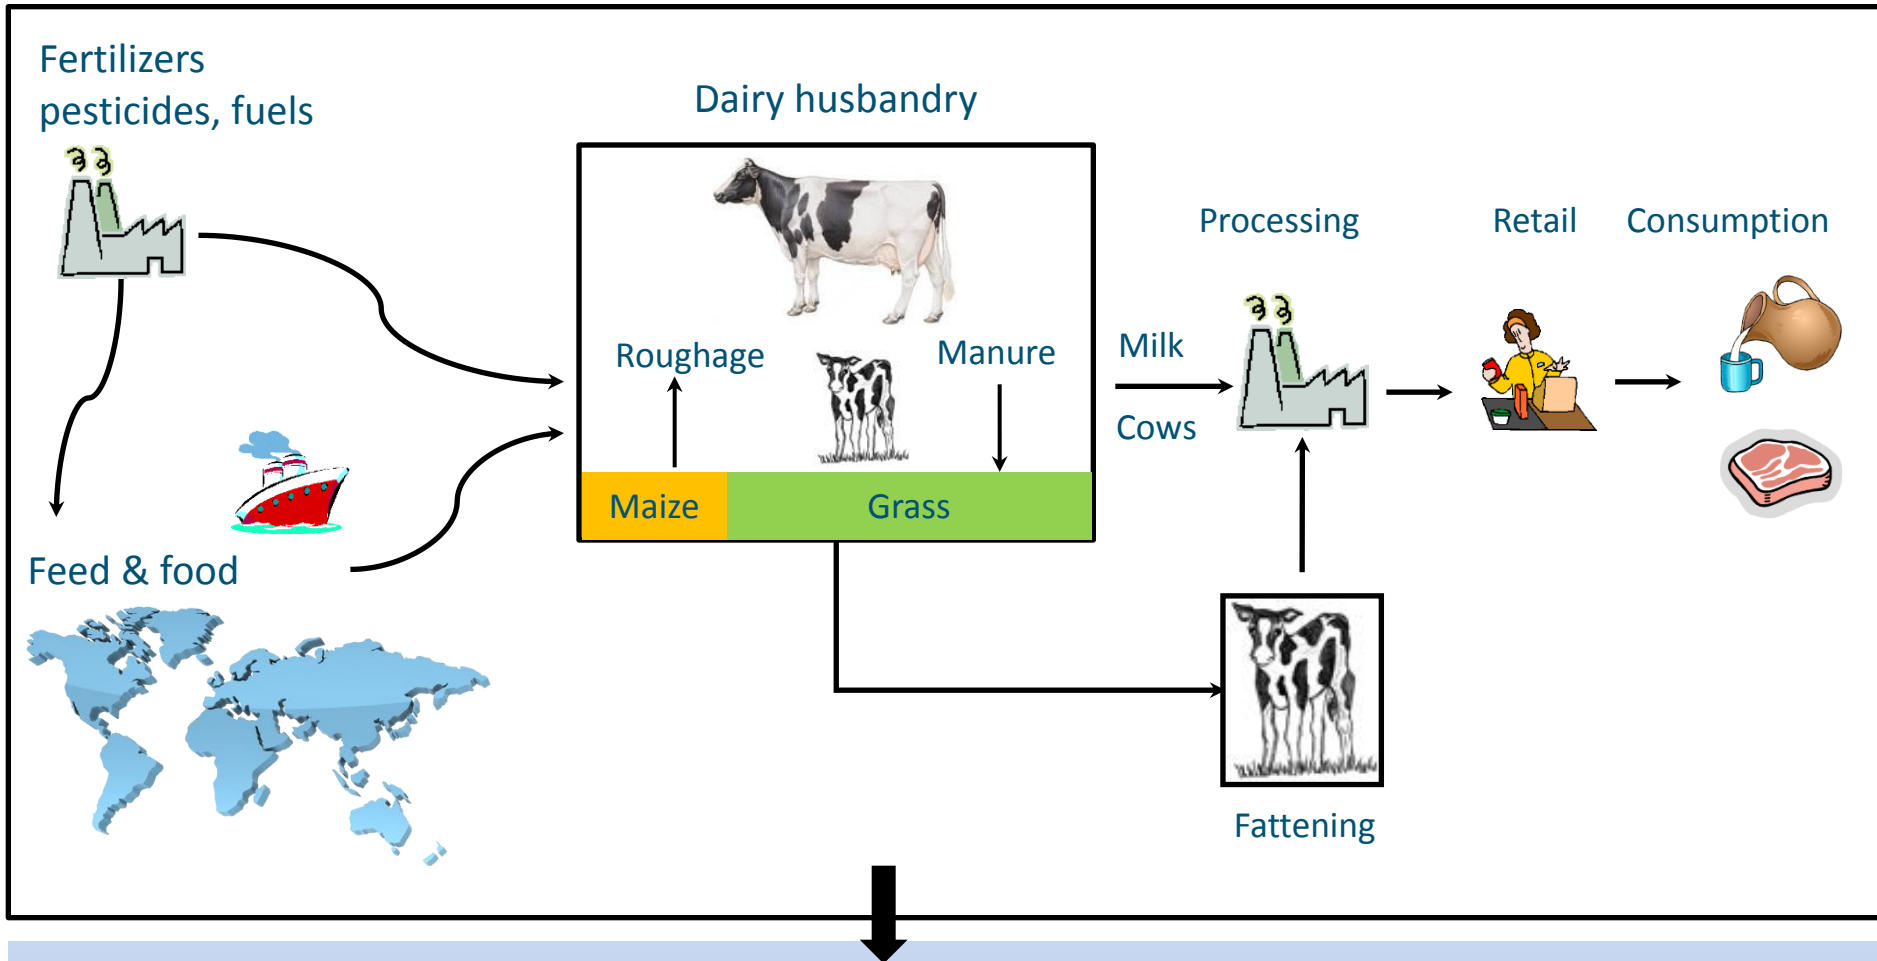 Fertilizers
pesticides, fuels
Dairy husbandry
Processing
Retail
Consumption
Roughage
Manure
Milk
Cows
Maize
Grass
Feed & food
Fattening